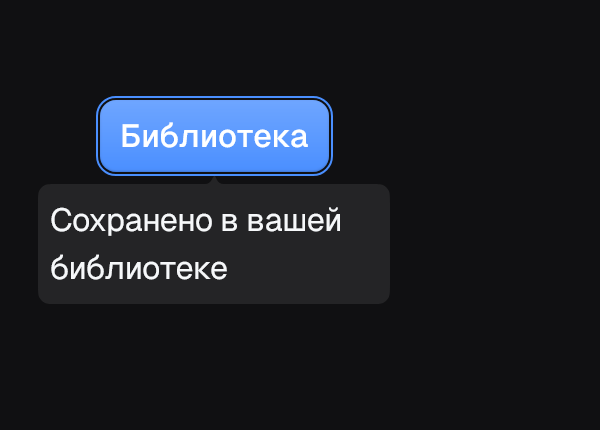 Библиотека
Сохранено в вашей
библиотеке